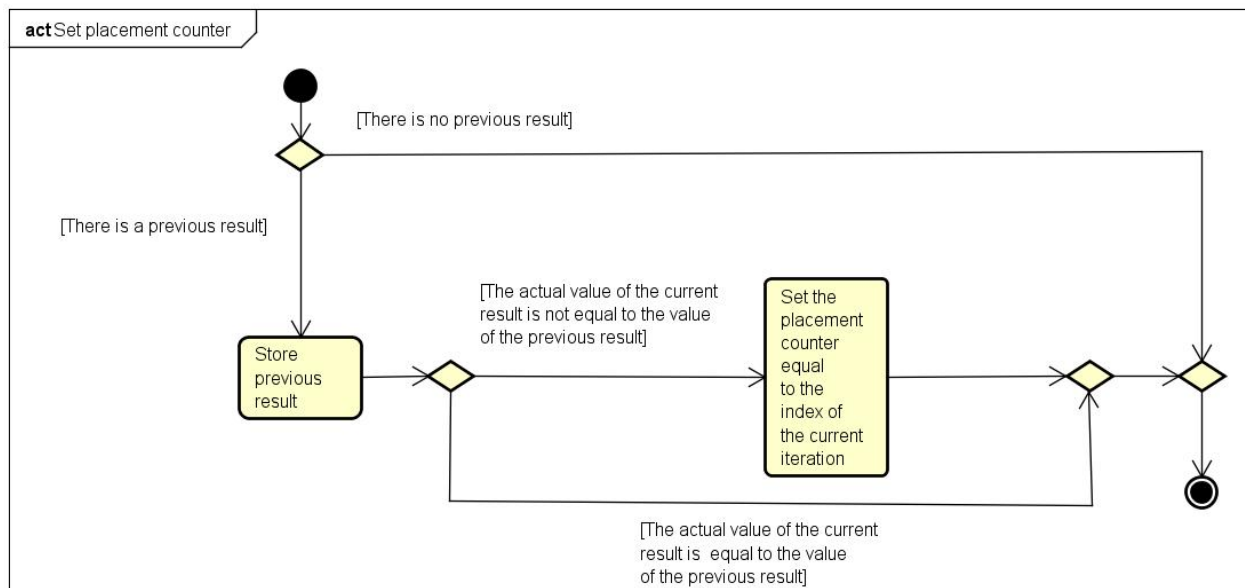 act Set placement counter
[There is no previous result]
[There is a previous result]
[The actual value of the current
result is not equal to the value
of the previous result]
Set the
placement
counter
equal
to the
index of
the current
iteration
Store
previous
result
[The actual value of the current
result is  equal to the value
of the previous result]